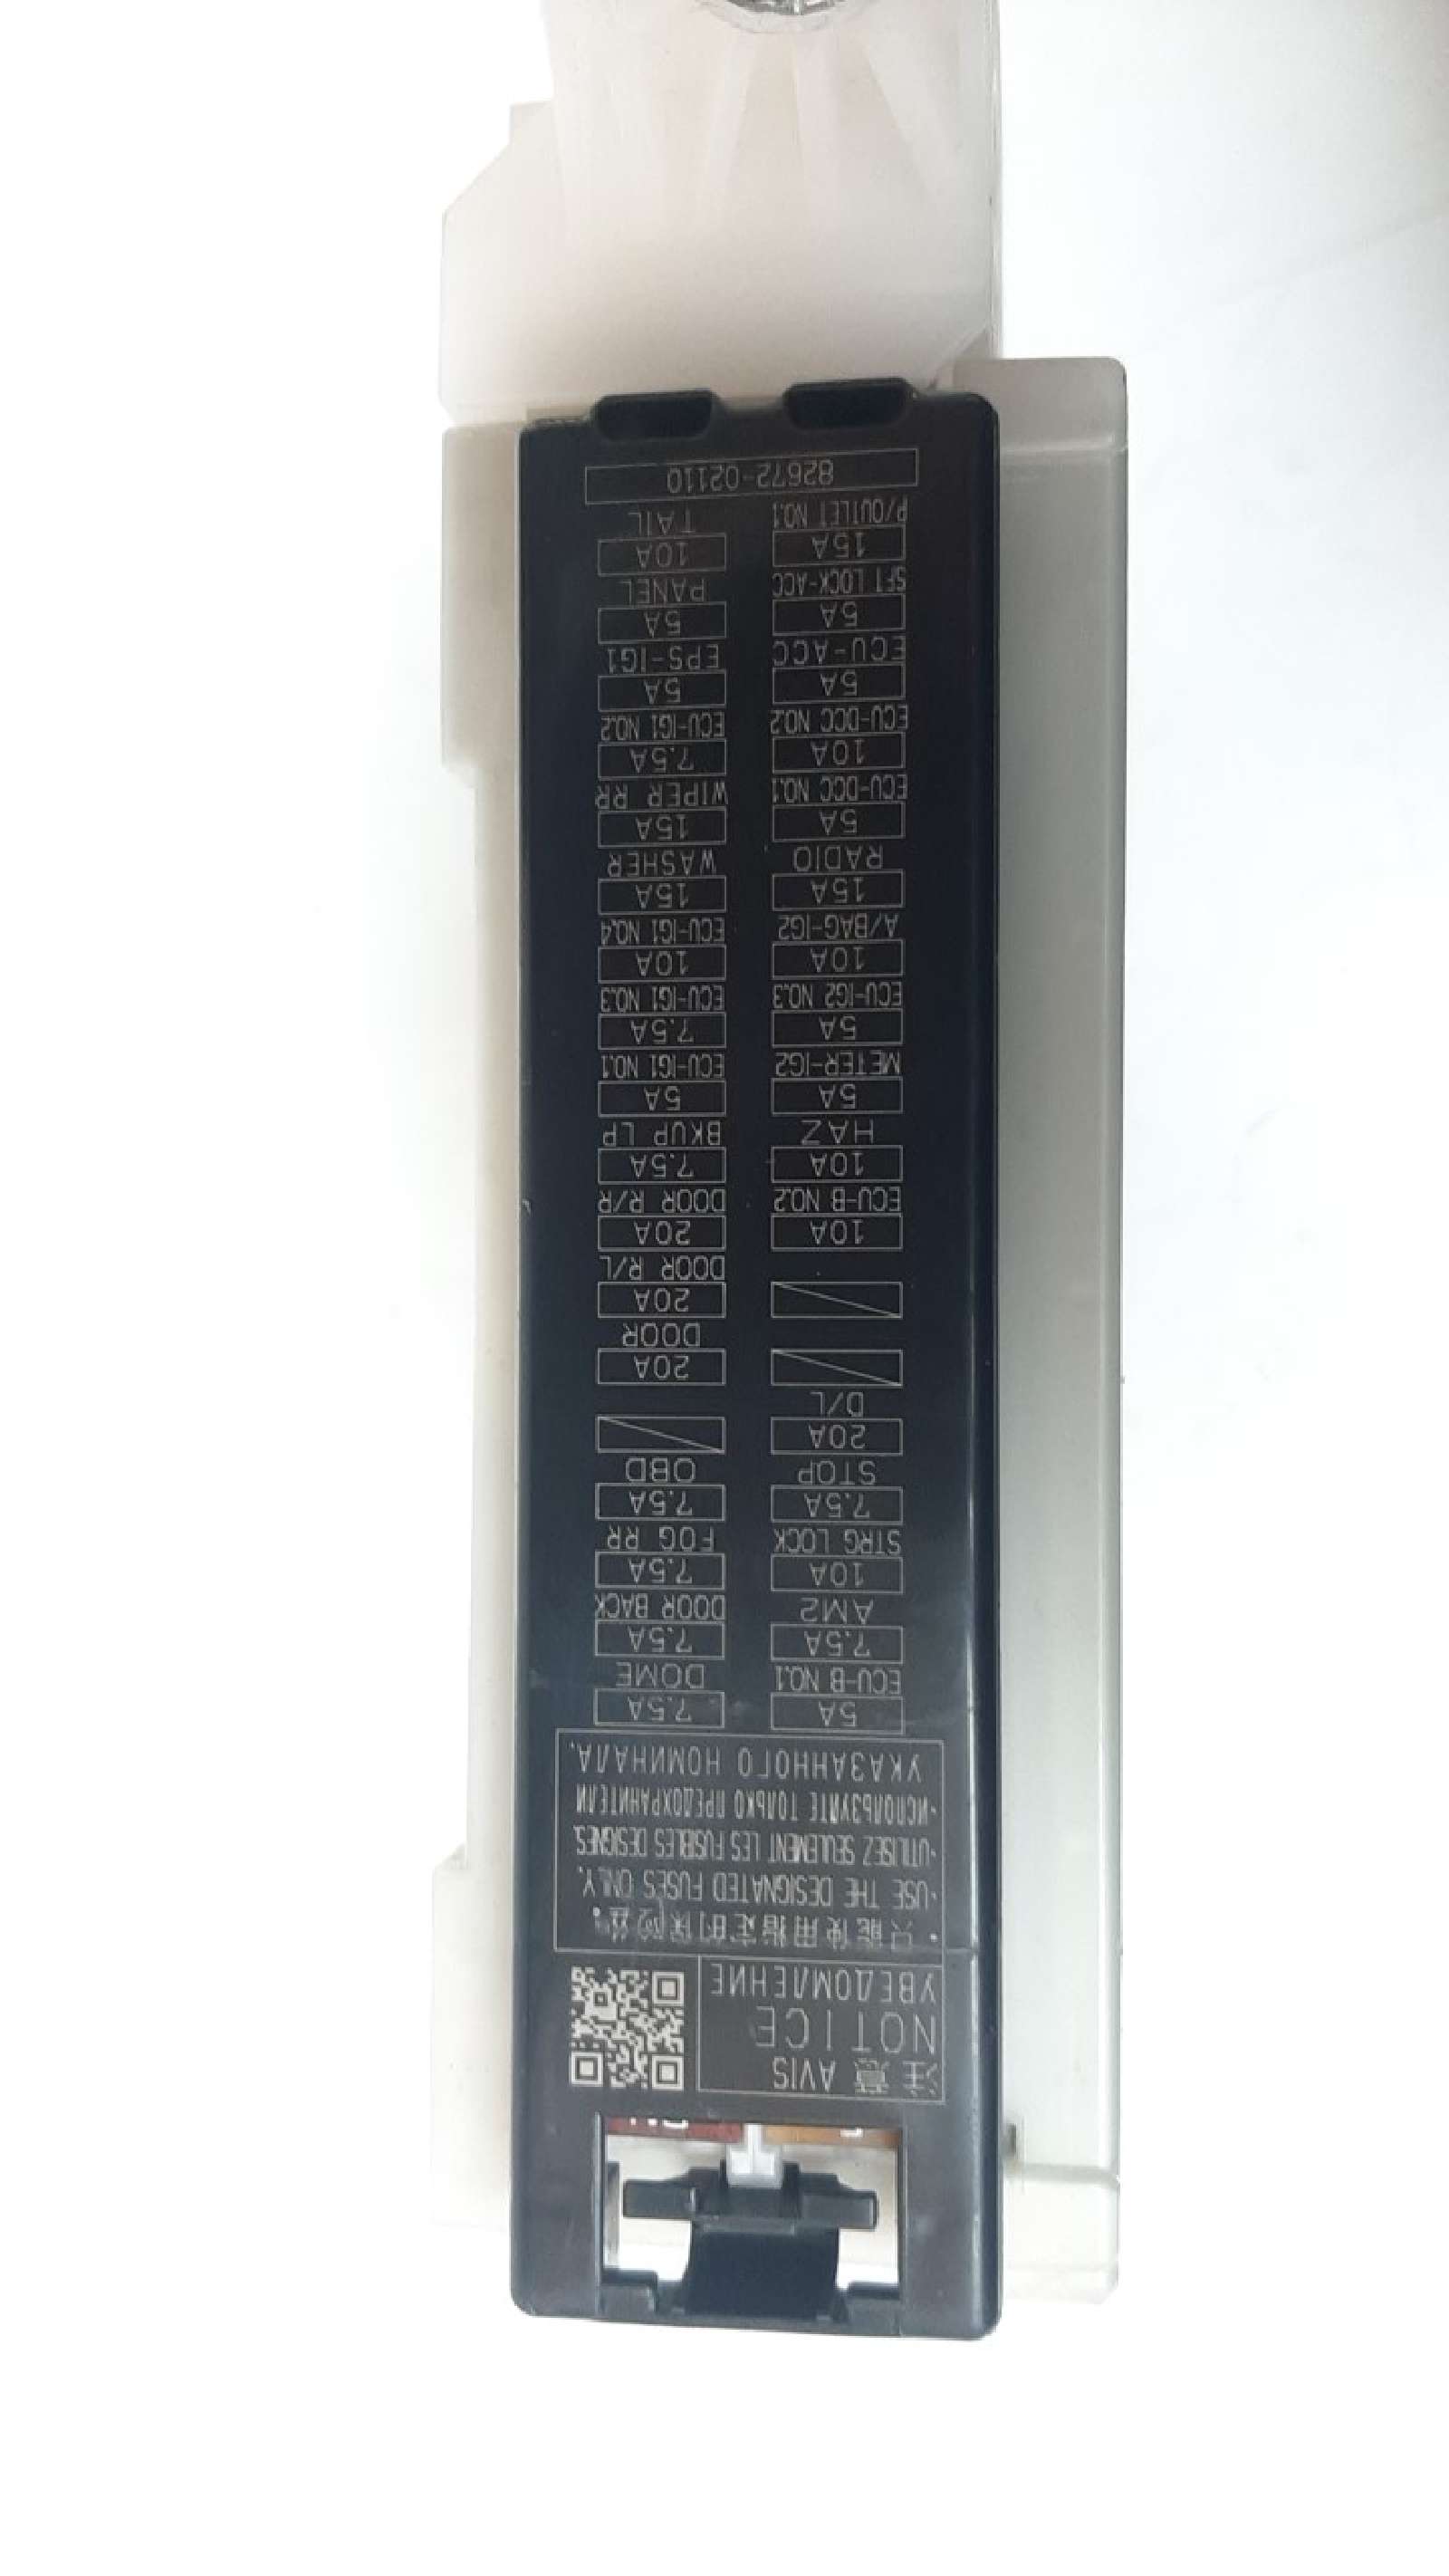 注意 AVIS
NOTICE
УВЕДОМЛЕНИЕ
· 只能使用指定的保险丝。
· USE THE DESIGNATED FUSES ONLY.
·UTILISEZ SEULEMENT LES FUSIBLES DESIGNES.
·ИСПОЛЬЗУЙТЕ ТОЛЬКО ПРЕДОХРАНИТЕЛИ
УКАЗАННОГО НОМИНАЛА.
5A 7.5A
ECU-B NO.1 DOME
7.5A 7.5A
AM2 DOOR BACK
10A 7.5A
STRG LOCK FOG RR
7.5A 7.5A
STOP OBD
20A
D/L
20A
DOOR
20A
DOOR R/L
10A 20A
ECU-B NO.2 DOOR R/R
10A 7.5A
HAZ BKUP LP
5A 5A
METER-IG2 ECU-IG1 NO.1
5A 7.5A
ECU-IG2 NO.3 ECU-IG1 NO.3
10A 10A
A/BAG-IG2 ECU-IG1 NO.4
15A 15A
RADIO WASHER
5A 15A
ECU-DCC NO.1 WIPER RR
10A 7.5A
ECU-DCC NO.2 ECU-IG1 NO.2
5A 5A
ECU-ACC EPS-IG1
5A 5A
SFT LOCK-ACC PANEL
15A 10A
P/OUTLET NO.1 TAIL
82672-02110